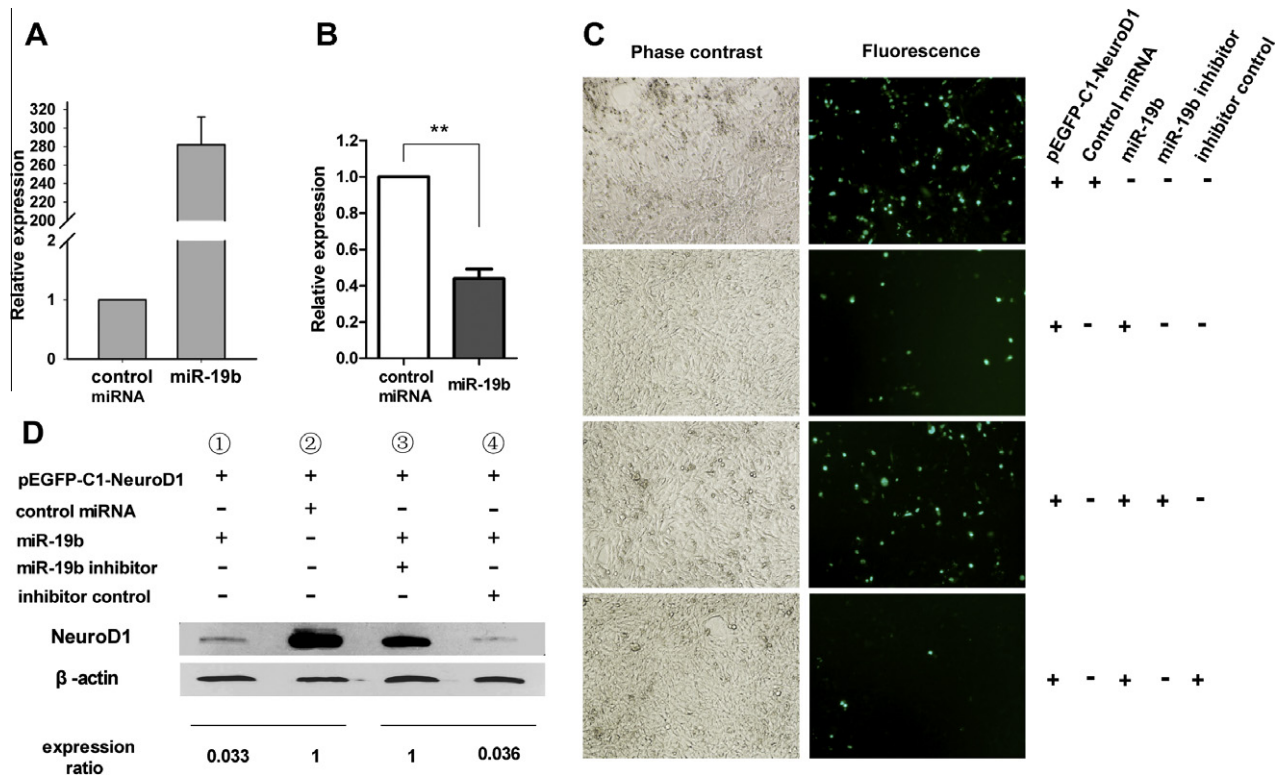 A
Relative expression
320
300
280
260
240
220
200
2
1
0
control miRNA
miR-19b
B
Relative expression
1.2
1.0
0.8
0.6
0.4
0.2
0.0
**
control miRNA
miR-19b
C
Phase contrast
Fluorescence
pEGFP-C1-NeuroD1
Control miRNA
miR-19b
miR-19b inhibitor
inhibitor control
+ + - - -
+ - + - -
+ - + + -
+ - + - +
D
① ② ③ ④
pEGFP-C1-NeuroD1 + + + +
control miRNA - + - -
miR-19b + - + +
miR-19b inhibitor - - + -
inhibitor control - - - +
NeuroD1
β -actin
expression ratio 0.033 1 1 0.036